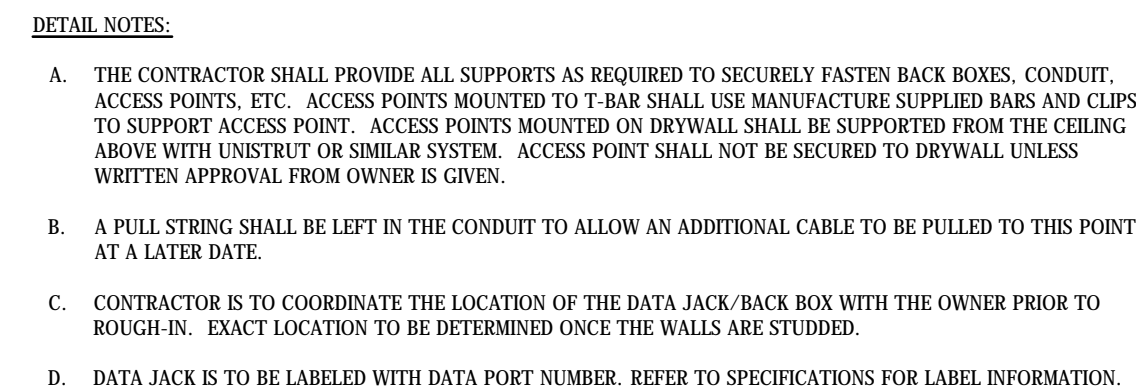 DETAIL NOTES:
A. THE CONTRACTOR SHALL PROVIDE ALL SUPPORTS AS REQUIRED TO SECURELY FASTEN BACK BOXES, CONDUIT,
ACCESS POINTS, ETC. ACCESS POINTS MOUNTED TO T-BAR SHALL USE MANUFACTURE SUPPLIED BARS AND CLIPS
TO SUPPORT ACCESS POINT. ACCESS POINTS MOUNTED ON DRYWALL SHALL BE SUPPORTED FROM THE CEILING
ABOVE WITH UNISTRUT OR SIMILAR SYSTEM. ACCESS POINT SHALL NOT BE SECURED TO DRYWALL UNLESS
WRITTEN APPROVAL FROM OWNER IS GIVEN.
B. A PULL STRING SHALL BE LEFT IN THE CONDUIT TO ALLOW AN ADDITIONAL CABLE TO BE PULLED TO THIS POINT
AT A LATER DATE.
C. CONTRACTOR IS TO COORDINATE THE LOCATION OF THE DATA JACK/BACK BOX WITH THE OWNER PRIOR TO
ROUGH-IN. EXACT LOCATION TO BE DETERMINED ONCE THE WALLS ARE STUDDED.
D. DATA JACK IS TO BE LABELED WITH DATA PORT NUMBER. REFER TO SPECIFICATIONS FOR LABEL INFORMATION.